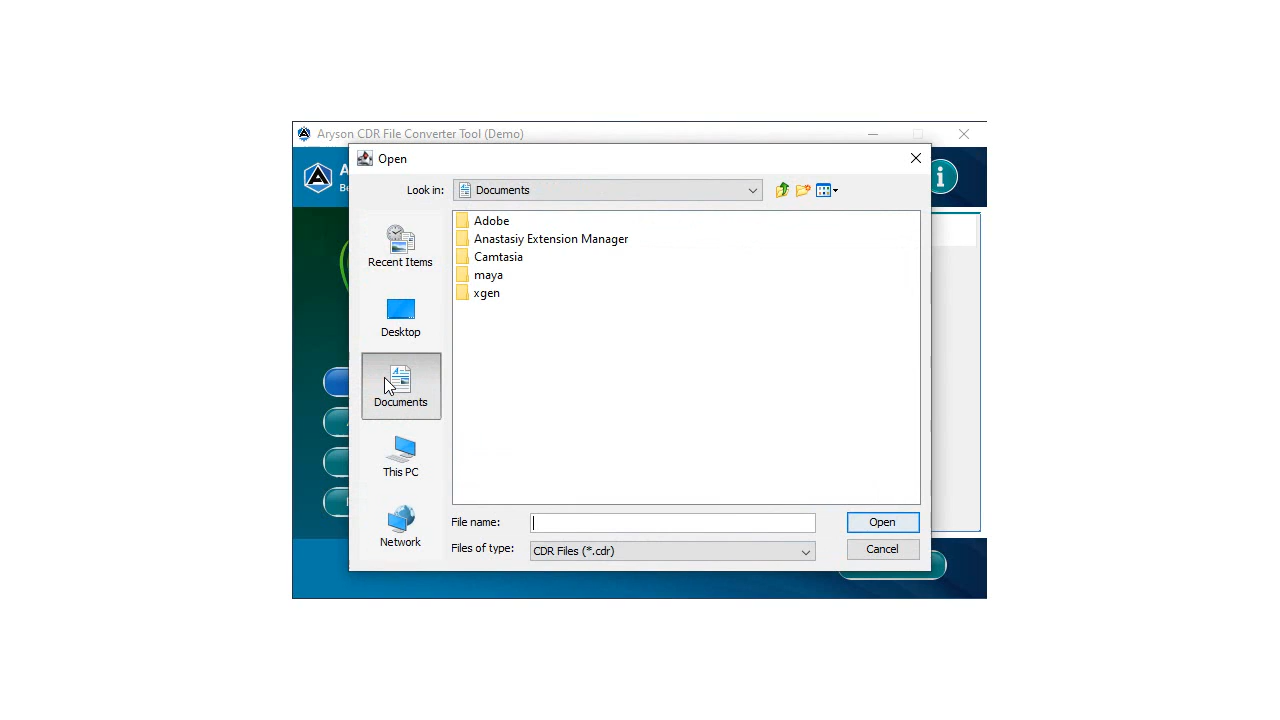 Aryson CDR File Converter Tool (Demo)
Open
Look in:
Documents
Recent Items
Desktop
Documents
This PC
Network
Adobe
Anastasiy Extension Manager
Camtasia
maya
xgen
File name:
Open
Files of type:
CDR Files (*.cdr)
Cancel